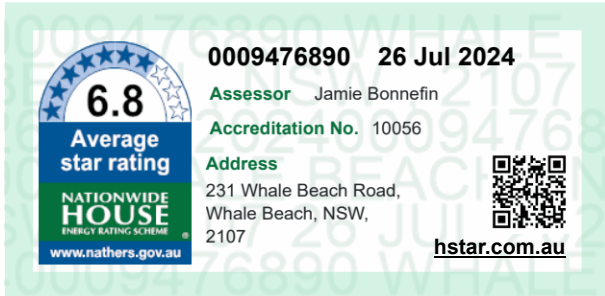 0009476890 26 Jul 2024
Assessor Jamie Bonnefin
Accreditation No. 10056
Address
231 Whale Beach Road,
Whale Beach, NSW,
2107
hstar.com.au
6.8
Average
star rating
NATIONWIDE
HOUSE
ENERGY RATING SCHEME ®
www.nathers.gov.au